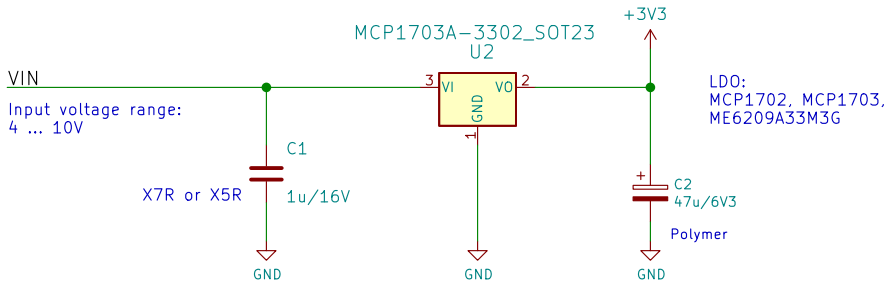 +3V3
MCP1703A-3302_SOT23
U2
VIN
3
VI
VO
2
GND
1
Input voltage range:
4 ... 10V
LDO:
MCP1702, MCP1703,
ME6209A33M3G
C1
1u/16V
X7R or X5R
+
C2
47u/6V3
Polymer
GND
GND
GND